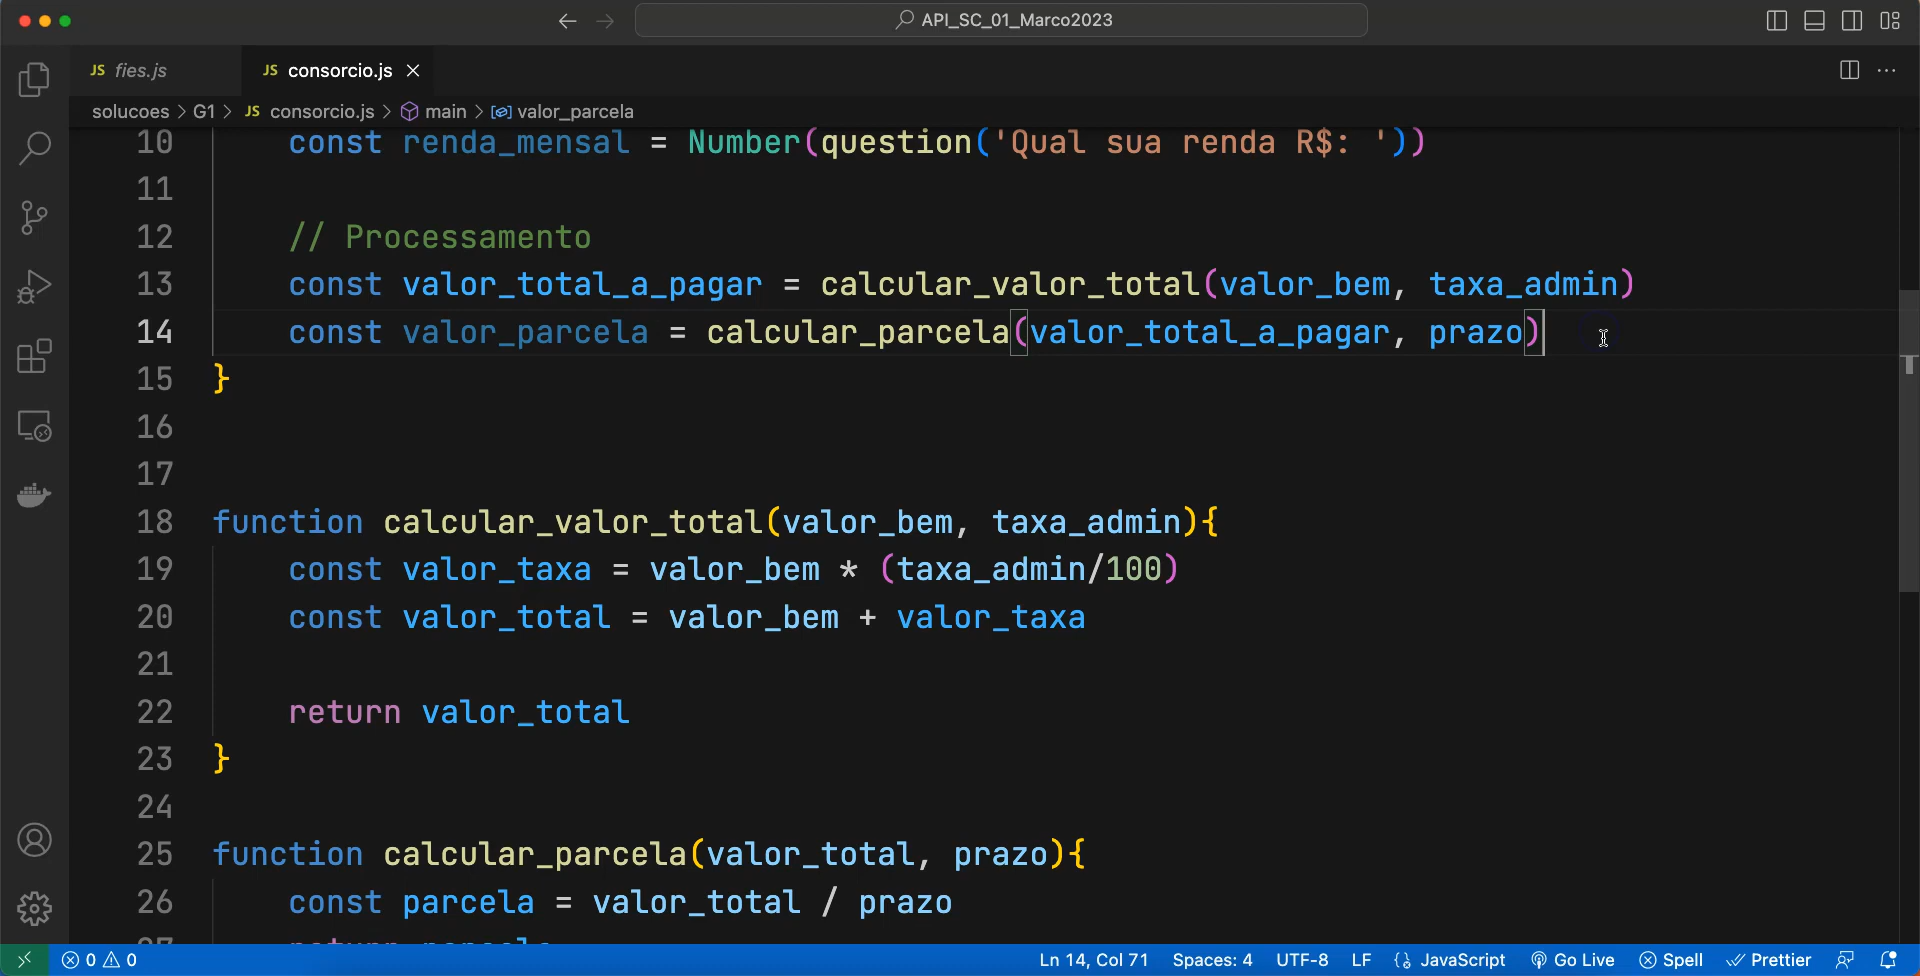 API_SC_01_Marco2023
JS fies.js
JS consorcio.js
solucoes > G1 > JS consorcio.js > main > valor_parcela
10 const renda_mensal = Number(question('Qual sua renda R$: '))
11
12 // Processamento
13 const valor_total_a_pagar = calcular_valor_total(valor_bem, taxa_admin)
14 const valor_parcela = calcular_parcela(valor_total_a_pagar, prazo)
15 }
16
17
18 function calcular_valor_total(valor_bem, taxa_admin){
19 const valor_taxa = valor_bem * (taxa_admin/100)
20 const valor_total = valor_bem + valor_taxa
21
22 return valor_total
23 }
24
25 function calcular_parcela(valor_total, prazo){
26 const parcela = valor_total / prazo
27 return parcela
0 0 Ln 14, Col 71 Spaces: 4 UTF-8 LF JavaScript Go Live Spell Prettier